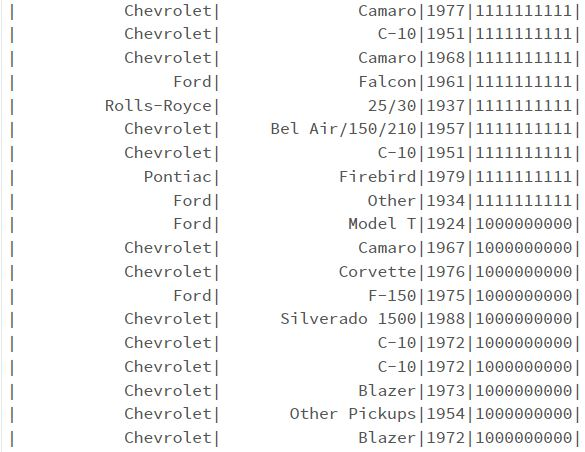 |           Chevrolet|              Camaro|1977|1111111111|
|           Chevrolet|                C-10|1951|1111111111|
|           Chevrolet|              Camaro|1968|1111111111|
|                Ford|              Falcon|1961|1111111111|
|         Rolls-Royce|               25/30|1937|1111111111|
|           Chevrolet|     Bel Air/150/210|1957|1111111111|
|           Chevrolet|                C-10|1951|1111111111|
|             Pontiac|            Firebird|1979|1111111111|
|                Ford|               Other|1934|1111111111|
|                Ford|             Model T|1924|1000000000|
|           Chevrolet|              Camaro|1967|1000000000|
|           Chevrolet|            Corvette|1976|1000000000|
|                Ford|               F-150|1975|1000000000|
|           Chevrolet|      Silverado 1500|1988|1000000000|
|           Chevrolet|                C-10|1972|1000000000|
|           Chevrolet|                C-10|1972|1000000000|
|           Chevrolet|              Blazer|1973|1000000000|
|           Chevrolet|       Other Pickups|1954|1000000000|
|           Chevrolet|              Blazer|1972|1000000000|